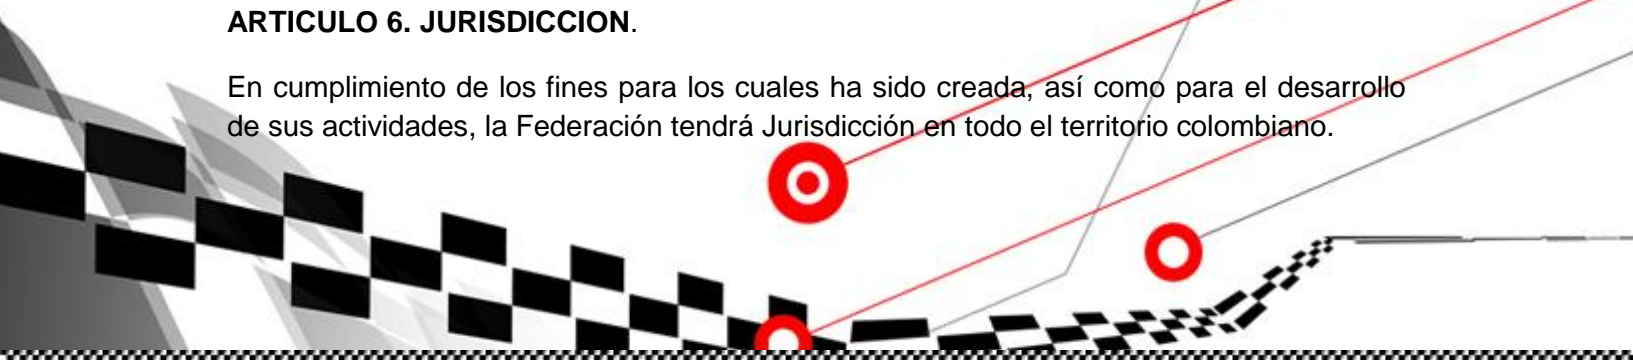 ARTICULO 6. JURISDICCION.
En cumplimiento de los fines para los cuales ha sido creada, así como para el desarrollo
de sus actividades, la Federación tendrá Jurisdicción en todo el territorio colombiano.